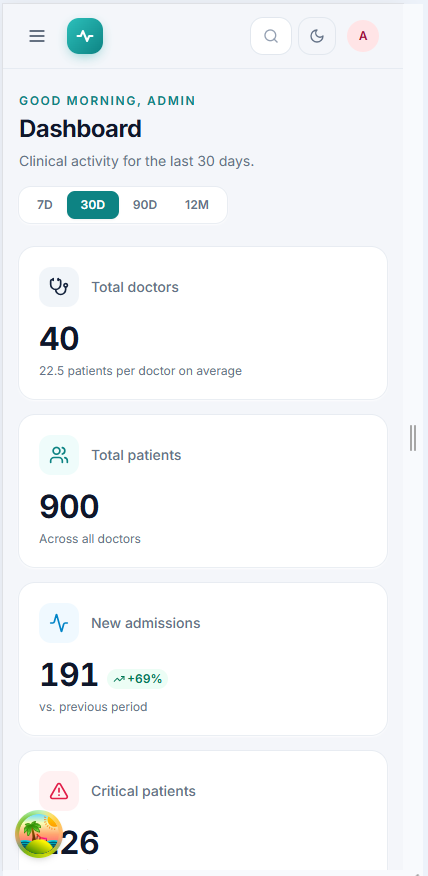 A
GOOD MORNING, ADMIN
Dashboard
Clinical activity for the last 30 days.
7D 30D 90D 12M
Total doctors
40
22.5 patients per doctor on average
Total patients
900
Across all doctors
New admissions
191 +69%
vs. previous period
Critical patients
26